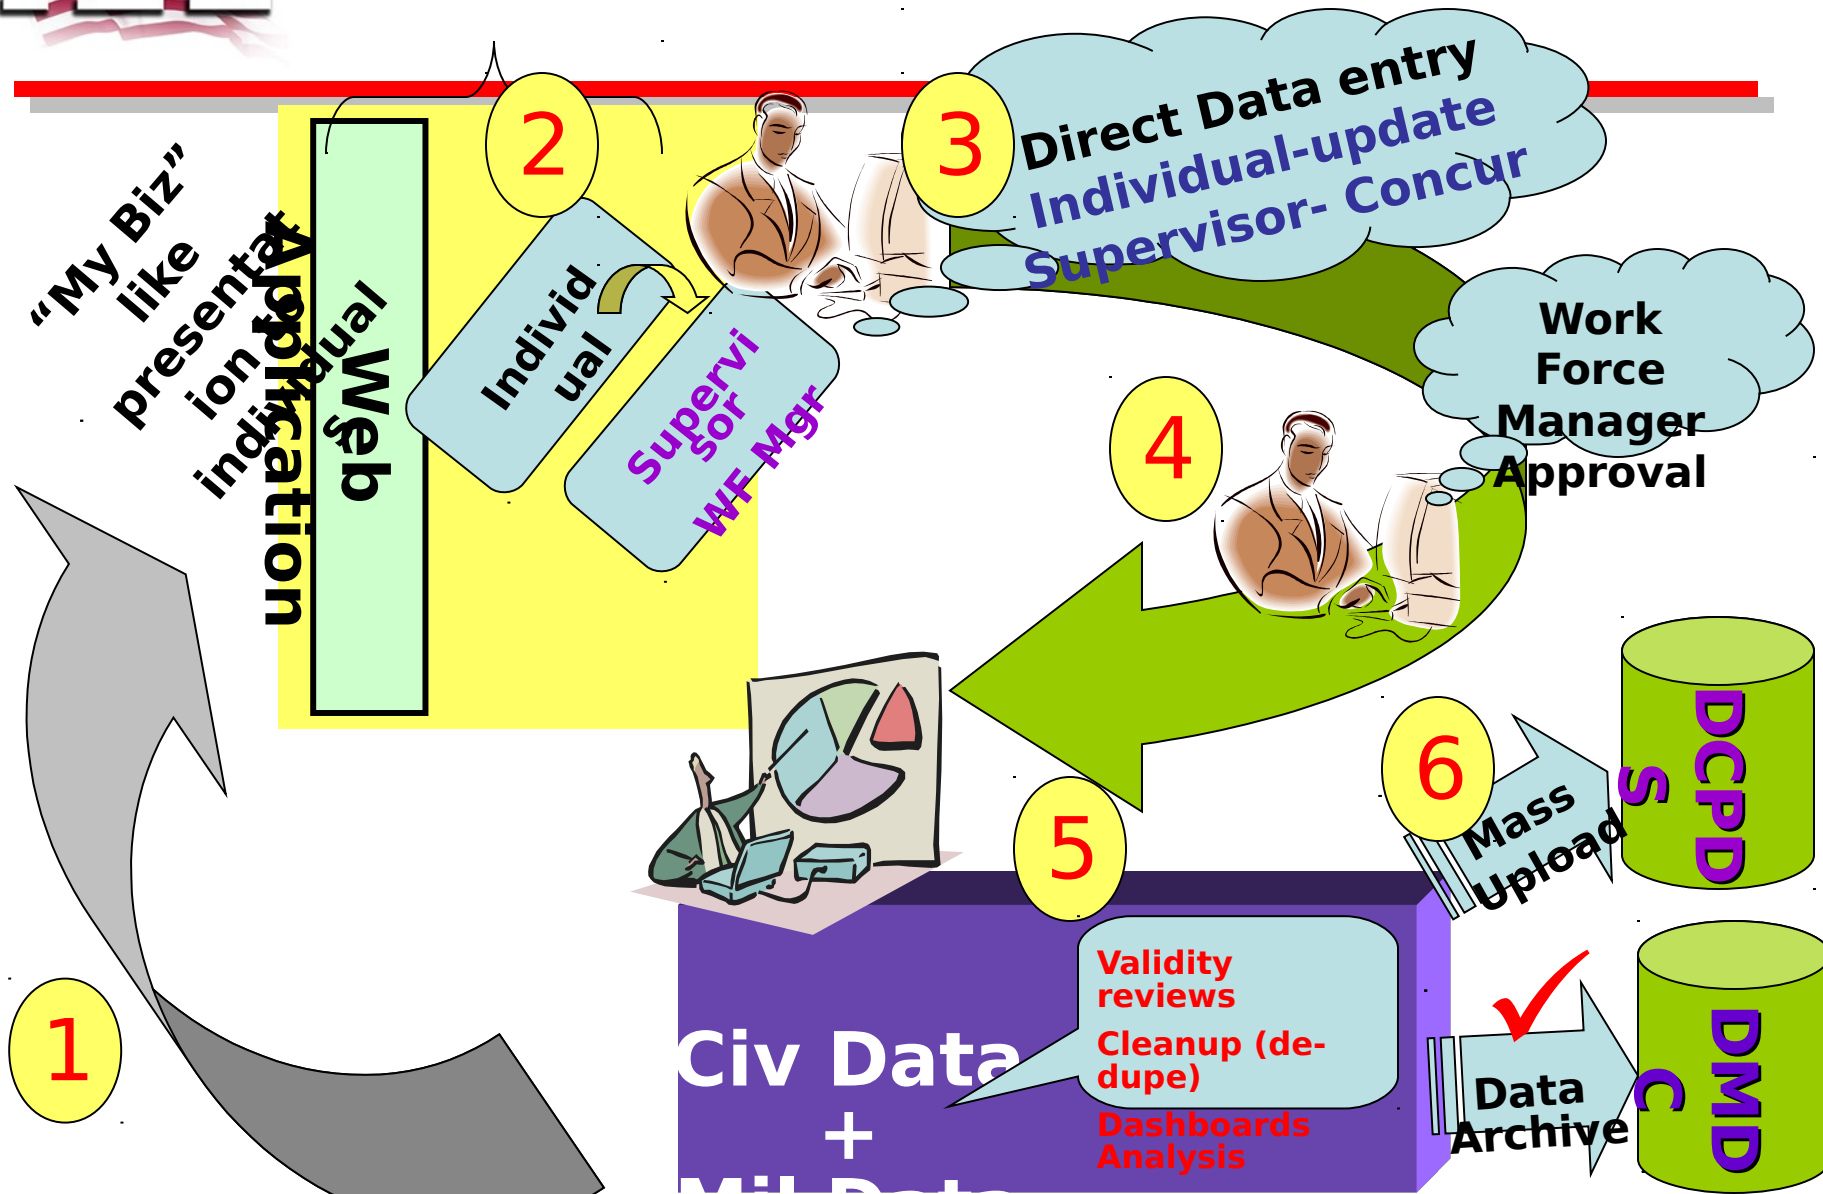 “My Biz”
like
presentat
ion to
individual
s
Web
Application
2
Individ
ual
Supervi
sor
WF Mgr
3
Direct Data entry
Individual-update
Supervisor- Concur
Work
Force
Manager
Approval
4
5
Validity
reviews
Cleanup (de-
dupe)
Dashboards
Analysis
Civ Data
+
Mil Data
6
Mass
Upload
DCPD
S
Data
Archive
DMD
C
1